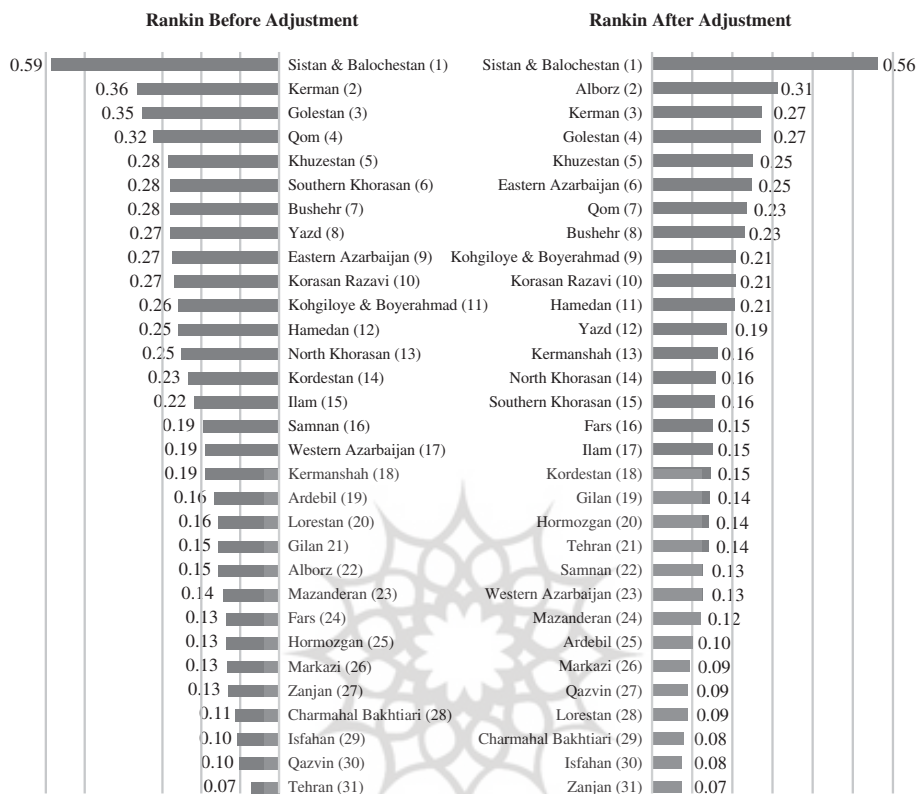 Rankin Before Adjustment Rankin After Adjustment
0.59 Sistan & Balochestan (1) Sistan & Balochestan (1) 0.56
0.36 Kerman (2) Alborz (2) 0.31
0.35 Golestan (3) Kerman (3) 0.27
0.32 Qom (4) Golestan (4) 0.27
0.28 Khuzestan (5) Khuzestan (5) 0.25
0.28 Southern Khorasan (6) Eastern Azarbaijan (6) 0.25
0.28 Bushehr (7) Qom (7) 0.23
0.27 Yazd (8) Bushehr (8) 0.23
0.27 Eastern Azarbaijan (9) Kohgiloye & Boyerahmad (9) 0.21
0.27 Korasan Razavi (10) Korasan Razavi (10) 0.21
0.26 Kohgiloye & Boyerahmad (11) Hamedan (11) 0.21
0.25 Hamedan (12) Yazd (12) 0.19
0.25 North Khorasan (13) Kermanshah (13) 0.16
0.23 Kordestan (14) North Khorasan (14) 0.16
0.22 Ilam (15) Southern Khorasan (15) 0.16
0.19 Samnan (16) Fars (16) 0.15
0.19 Western Azarbaijan (17) Ilam (17) 0.15
0.19 Kermanshah (18) Kordestan (18) 0.15
0.16 Ardebil (19) Gilan (19) 0.14
0.16 Lorestan (20) Hormozgan (20) 0.14
0.15 Gilan 21) Tehran (21) 0.14
0.15 Alborz (22) Samnan (22) 0.13
0.14 Mazanderan (23) Western Azarbaijan (23) 0.13
0.13 Fars (24) Mazanderan (24) 0.12
0.13 Hormozgan (25) Ardebil (25) 0.10
0.13 Markazi (26) Markazi (26) 0.09
0.13 Zanjan (27) Qazvin (27) 0.09
0.11 Charmahal Bakhtiari (28) Lorestan (28) 0.09
0.10 Isfahan (29) Charmahal Bakhtiari (29) 0.08
0.10 Qazvin (30) Isfahan (30) 0.08
0.07 Tehran (31) Zanjan (31) 0.07